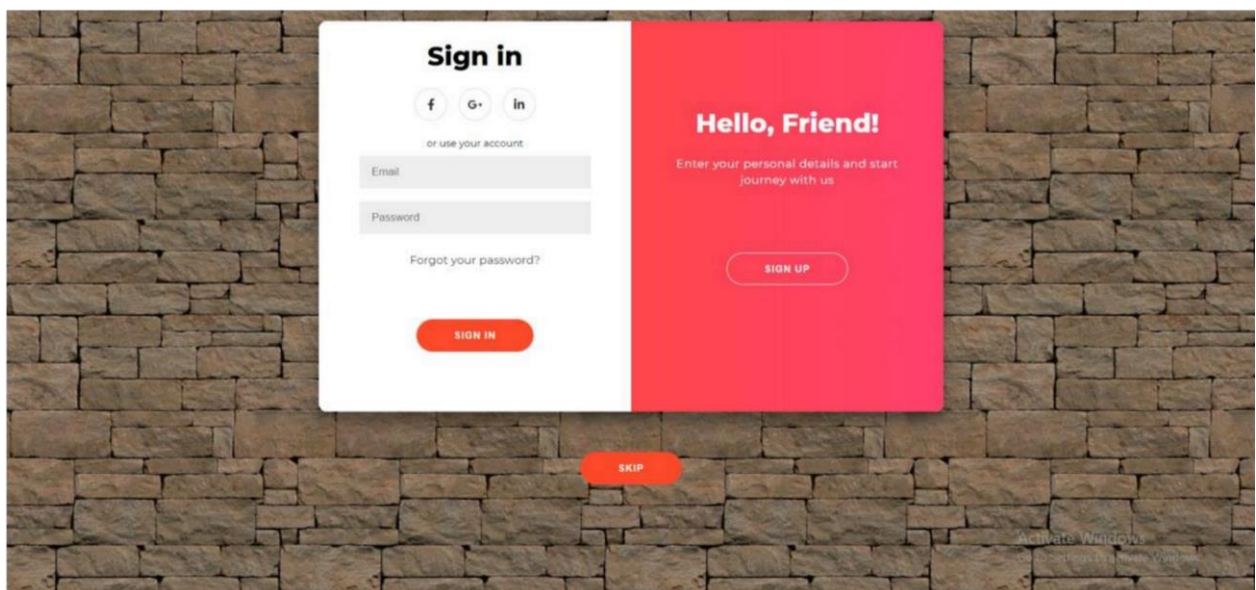 Sign in
f G+ in
or use your account
Email
Password
Forgot your password?
SIGN IN
Hello, Friend!
Enter your personal details and start
journey with us
SIGN UP
SKIP
Activate Windows